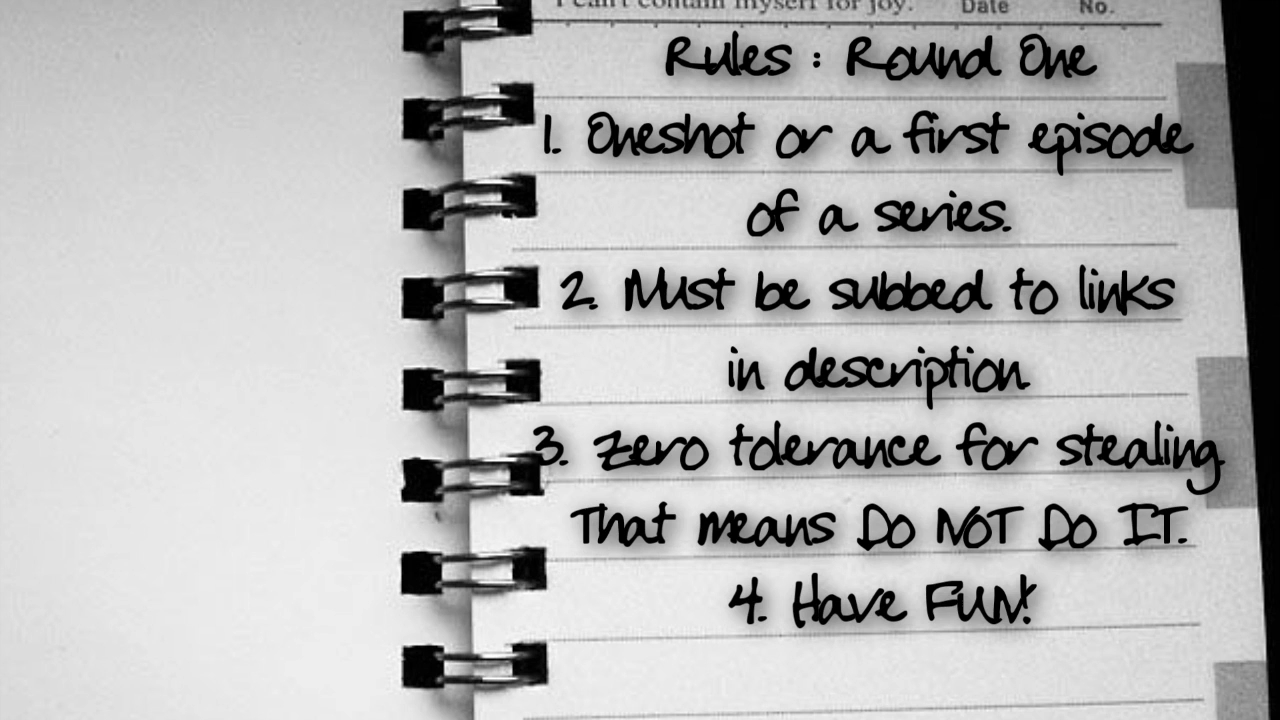 I can't contain myself for joy. Date No.
Rules : Round One
1. Oneshot or a first episode
of a series.
2. Must be subbed to links
in description
3. Zero tolerance for stealing
That means Do NOT Do IT.
4. Have FUN!